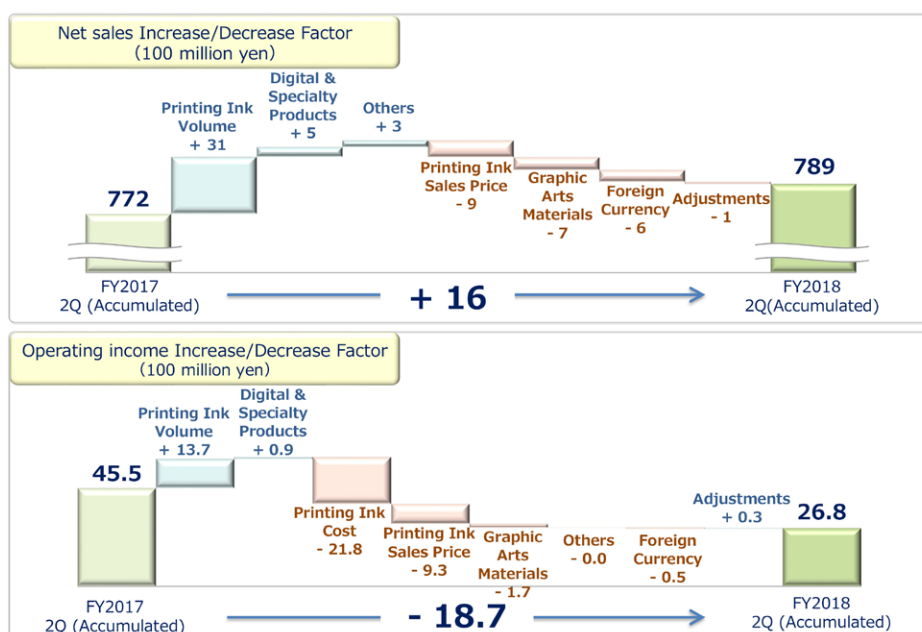 Net sales Increase/Decrease Factor
(100 million yen)
772
Printing Ink
Volume
+ 31
Digital &
Specialty
Products
+ 5
Others
+ 3
Printing Ink
Sales Price
- 9
Graphic
Arts
Materials
- 7
Foreign
Currency
- 6
Adjustments
- 1
789
FY2017
2Q (Accumulated)
+ 16
FY2018
2Q(Accumulated)
Operating income Increase/Decrease Factor
(100 million yen)
45.5
Printing Ink
Volume
+ 13.7
Digital &
Specialty
Products
+ 0.9
Printing Ink
Cost
- 21.8
Printing Ink
Sales Price
- 9.3
Graphic
Arts
Materials
- 1.7
Others
- 0.0
Foreign
Currency
- 0.5
Adjustments
+ 0.3
26.8
FY2017
2Q (Accumulated)
- 18.7
FY2018
2Q (Accumulated)